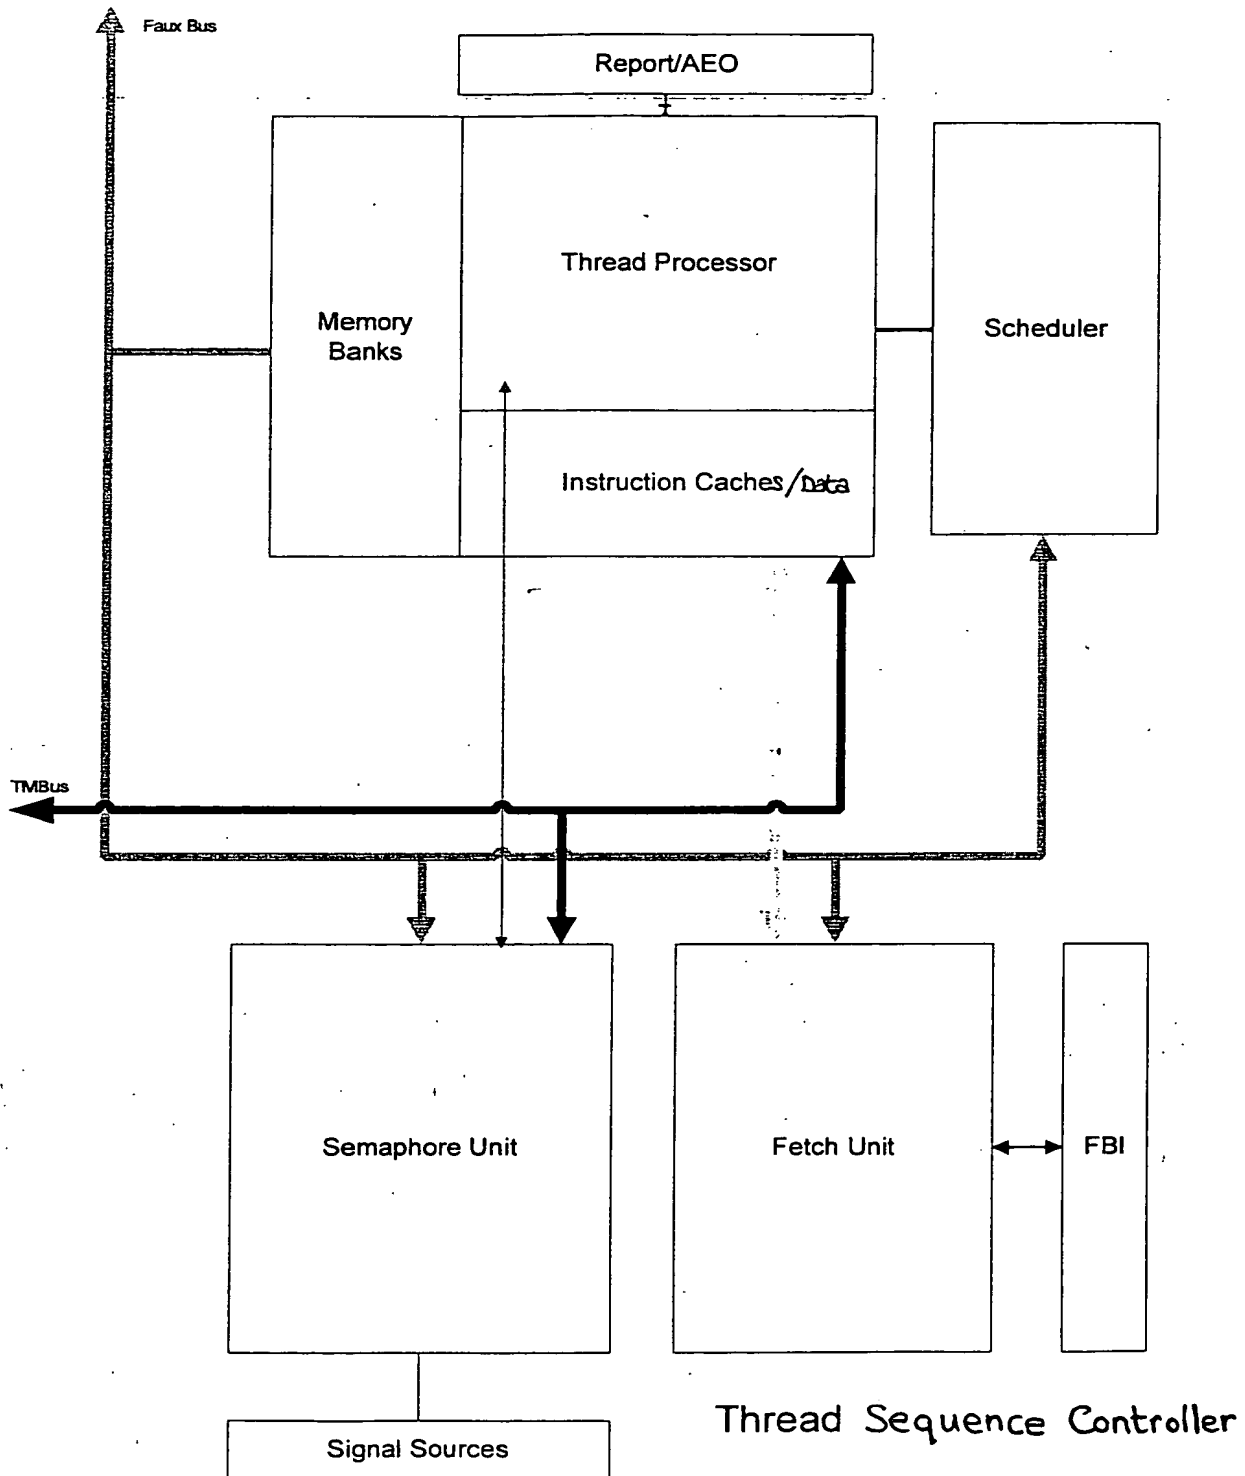 Faux Bus
Report/AEO
Thread Processor
Memory
Banks
Scheduler
Instruction Caches/Data
TMBus
Semaphore Unit
Fetch Unit
FBI
Thread Sequence Controller
Signal Sources